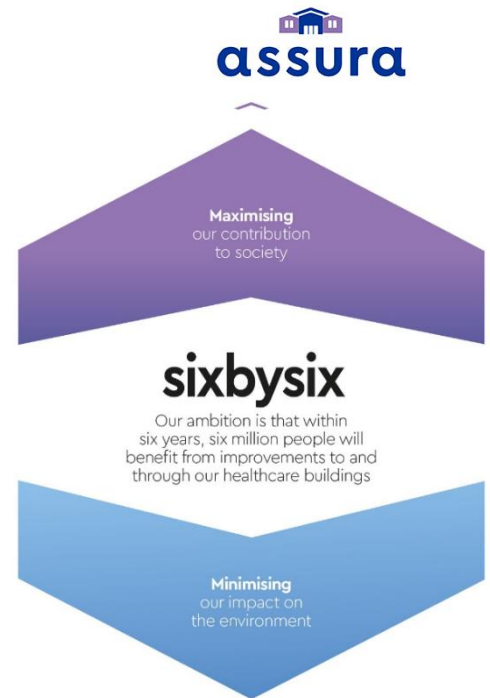 assura
Maximising
our contribution
to society
sixbysix
Our ambition is that within
six years, six million people will
benefit from improvements to and
through our healthcare buildings
Minimising
our impact on
the environment